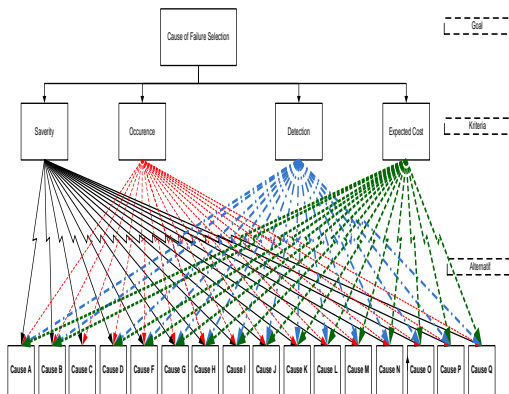 Cause of Failure Selection
Goal
Saverity
Occurence
Detection
Expected Cost
Kriteria
Alternatif
Cause A
Cause B
Cause C
Cause D
Cause F
Cause G
Cause H
Cause I
Cause J
Cause K
Cause L
Cause M
Cause N
Cause O
Cause P
Cause Q